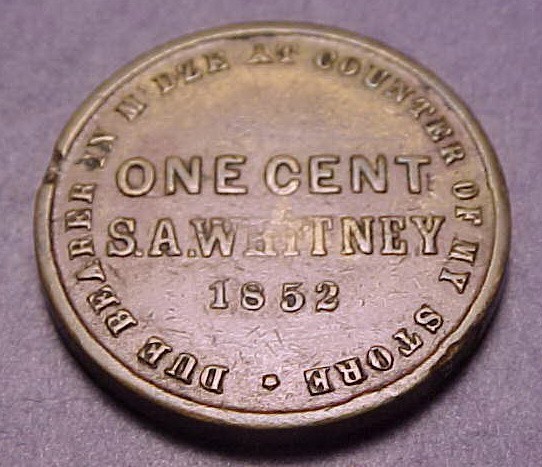 DUE BEARER IN M'DZE AT COUNTER OF MY STORE
ONE CENT
S.A.WHITNEY
1852